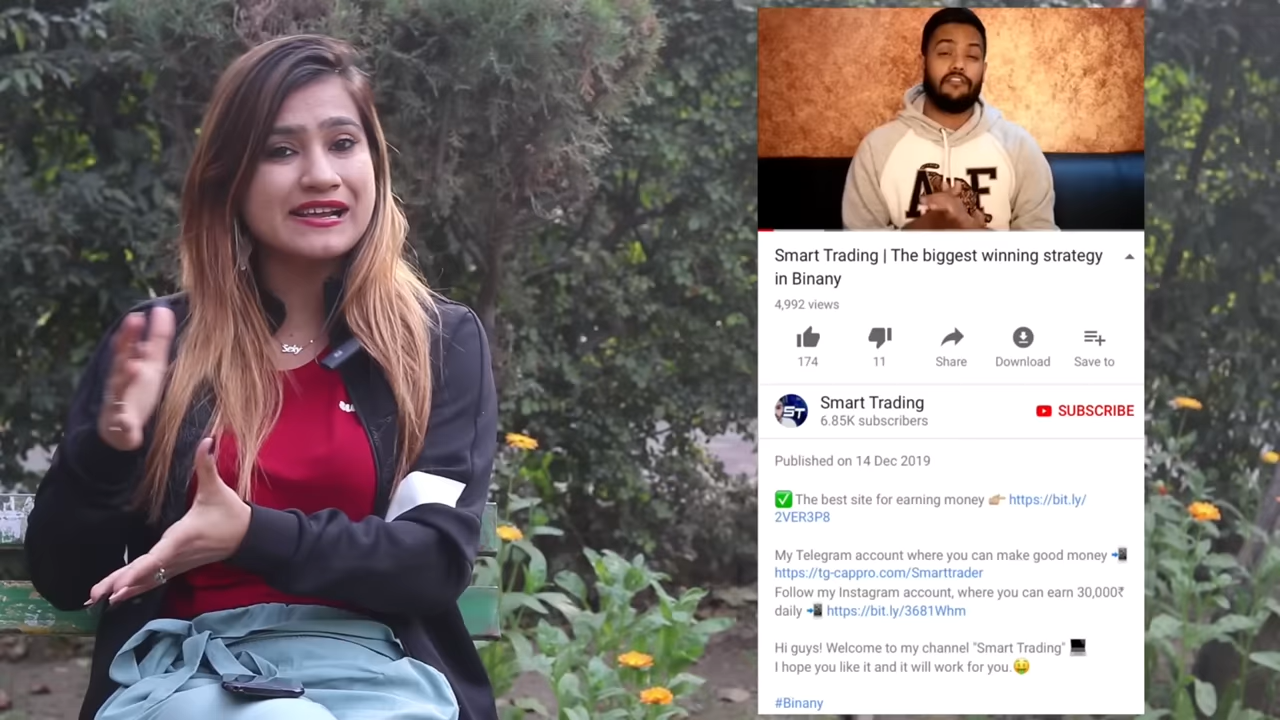 Smart Trading | The biggest winning strategy
in Binany
4,992 views
174
11
Share
Download
Save to
ST
Smart Trading
6.85K subscribers
SUBSCRIBE
Published on 14 Dec 2019
✅ The best site for earning money 👉🏼 https://bit.ly/
2VER3P8
My Telegram account where you can make good money 📲
https://tg-cappro.com/Smarttrader
Follow my Instagram account, where you can earn 30,000₹
daily 📲 https://bit.ly/3681Whm
Hi guys! Welcome to my channel "Smart Trading" 💻
I hope you like it and it will work for you.🤑
#Binany